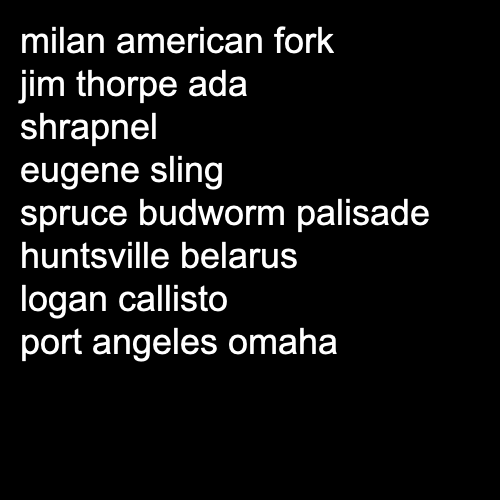 milan american fork
jim thorpe ada
shrapnel
eugene sling
spruce budworm palisade
huntsville belarus
logan callisto
port angeles omaha